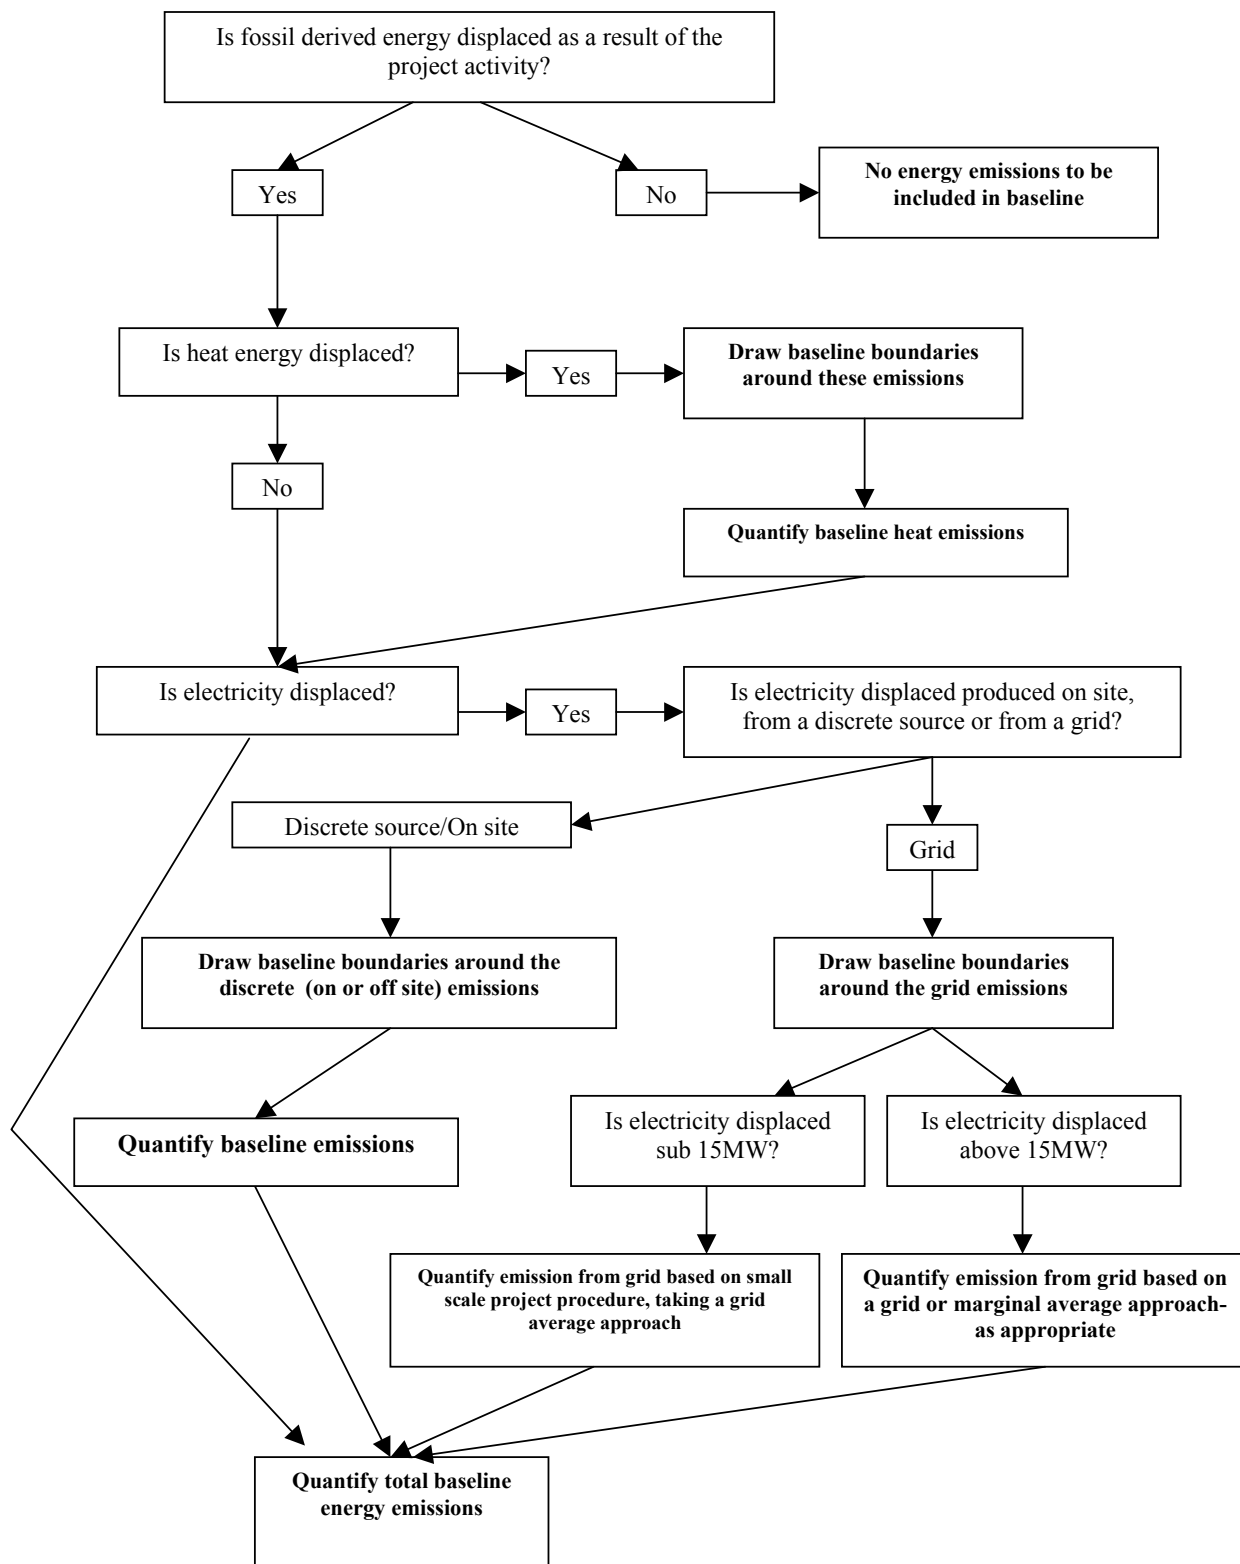 Is fossil derived energy displaced as a result of the
project activity?
Yes
No
No energy emissions to be
included in baseline
Is heat energy displaced?
Yes
Draw baseline boundaries
around these emissions
No
Quantify baseline heat emissions
Is electricity displaced?
Yes
Is electricity displaced produced on site,
from a discrete source or from a grid?
Discrete source/On site
Grid
Draw baseline boundaries around the
discrete  (on or off site) emissions
Draw baseline boundaries
around the grid emissions
Quantify baseline emissions
Is electricity displaced
sub 15MW?
Is electricity displaced
above 15MW?
Quantify emission from grid based on small
scale project procedure, taking a grid
average approach
Quantify emission from grid based on
a grid or marginal average approach-
as appropriate
Quantify total baseline
energy emissions